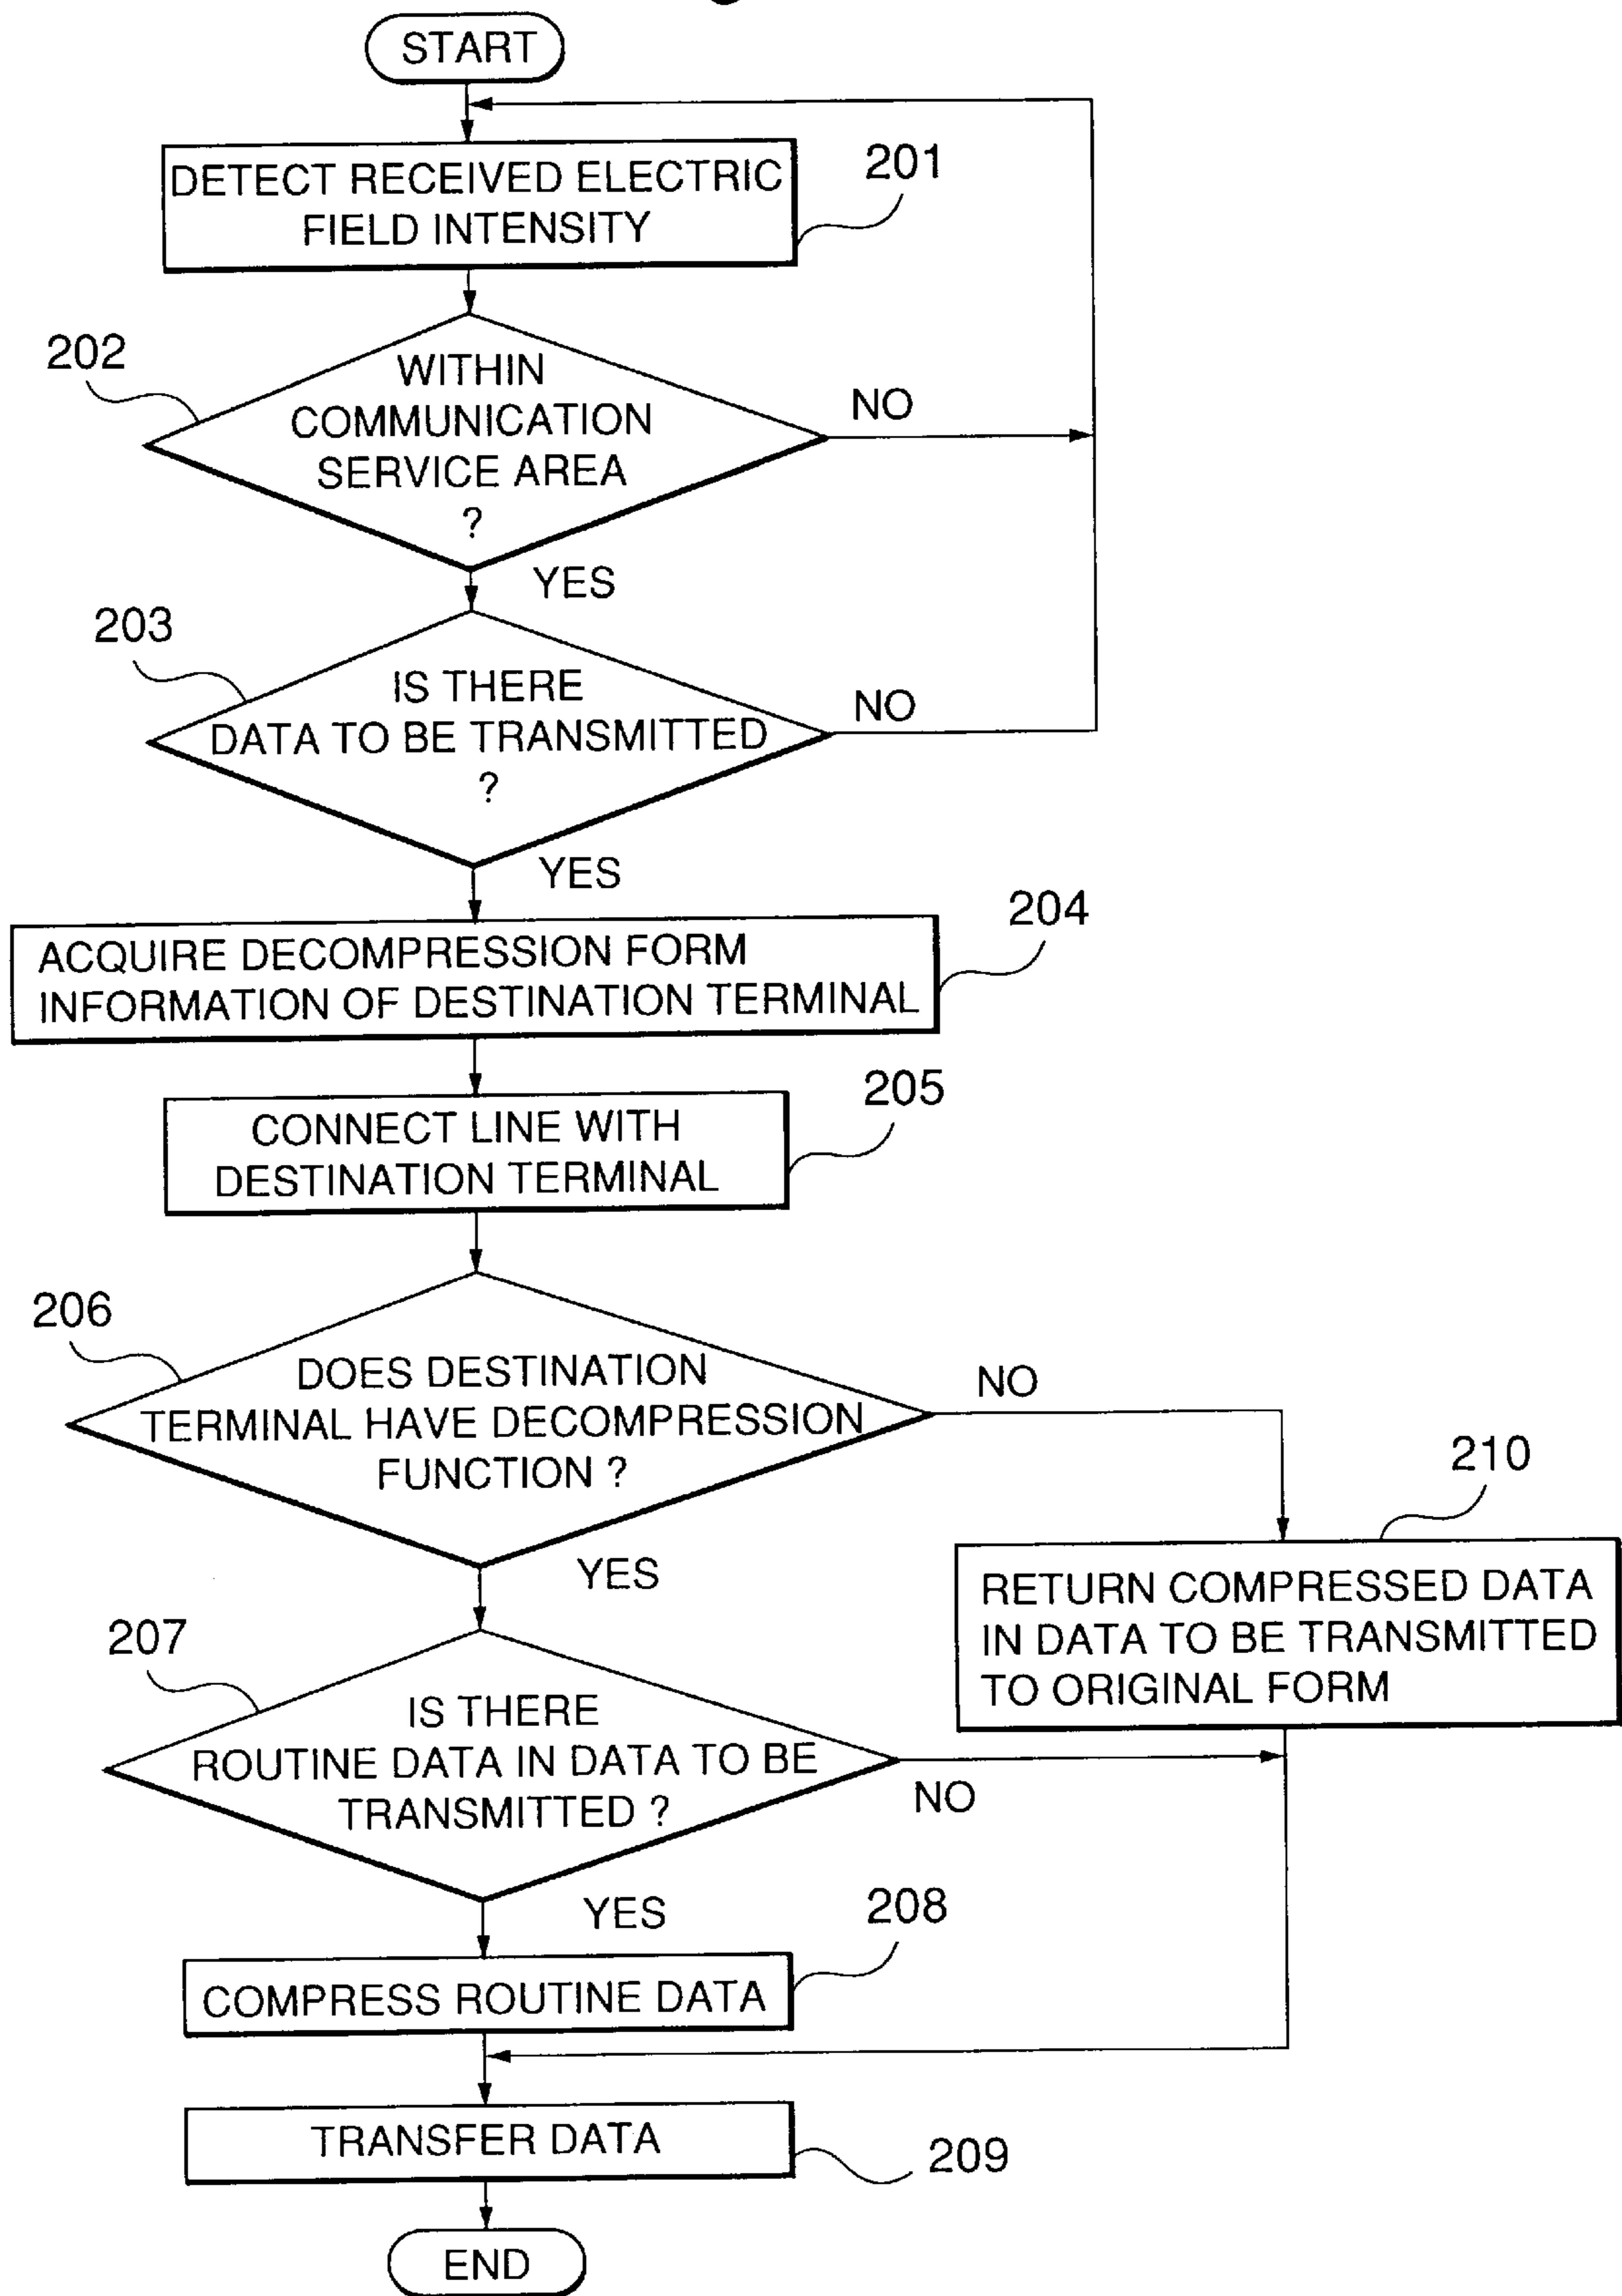 START
DETECT RECEIVED ELECTRIC
FIELD INTENSITY
201
202
WITHIN
COMMUNICATION
SERVICE AREA
?
NO
YES
203
IS THERE
DATA TO BE TRANSMITTED
?
NO
YES
204
ACQUIRE DECOMPRESSION FORM
INFORMATION OF DESTINATION TERMINAL
205
CONNECT LINE WITH
DESTINATION TERMINAL
206
DOES DESTINATION
TERMINAL HAVE DECOMPRESSION
FUNCTION ?
NO
YES
210
RETURN COMPRESSED DATA
IN DATA TO BE TRANSMITTED
TO ORIGINAL FORM
207
IS THERE
ROUTINE DATA IN DATA TO BE
TRANSMITTED ?
NO
YES
208
COMPRESS ROUTINE DATA
TRANSFER DATA
209
END